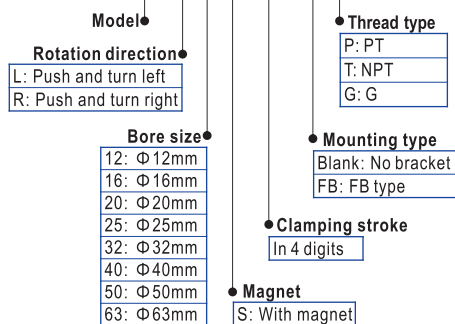 Model
Rotation direction
L: Push and turn left
R: Push and turn right
Bore size
12: Φ12mm
16: Φ16mm
20: Φ20mm
25: Φ25mm
32: Φ32mm
40: Φ40mm
50: Φ50mm
63: Φ63mm
Magnet
S: With magnet
Clamping stroke
In 4 digits
Mounting type
Blank: No bracket
FB: FB type
Thread type
P: PT
T: NPT
G: G